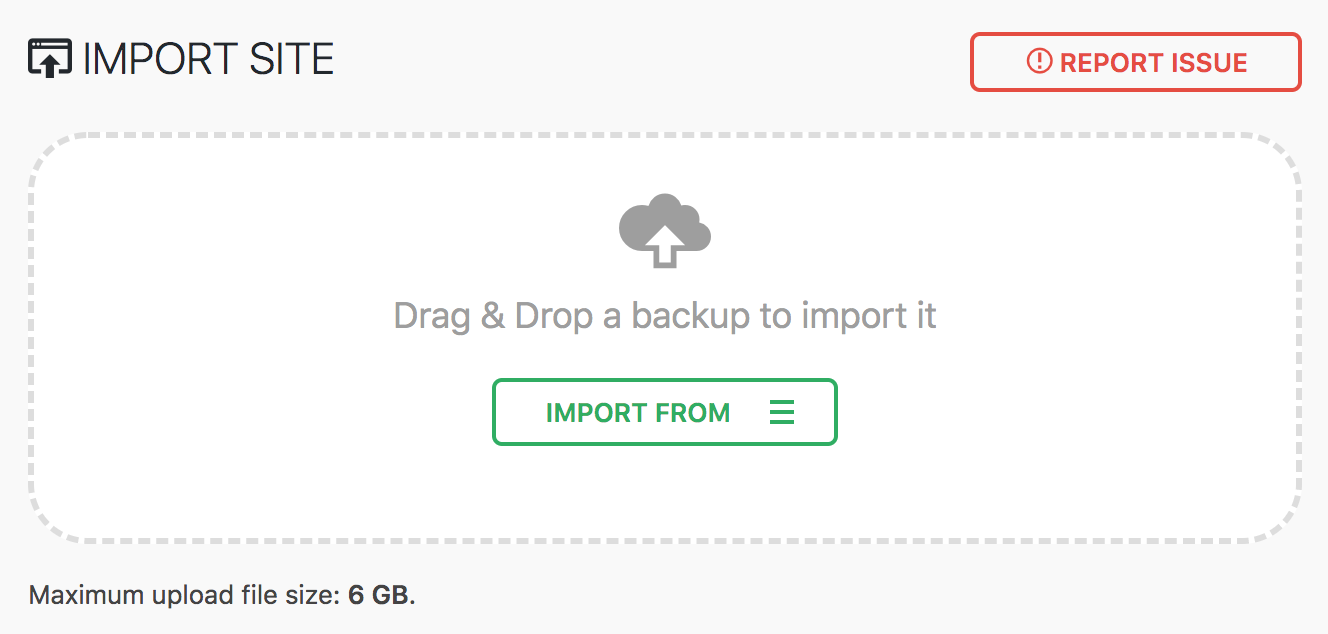 IMPORT SITE
REPORT ISSUE
Drag & Drop a backup to import it
IMPORT FROM
Maximum upload file size: 6 GB.